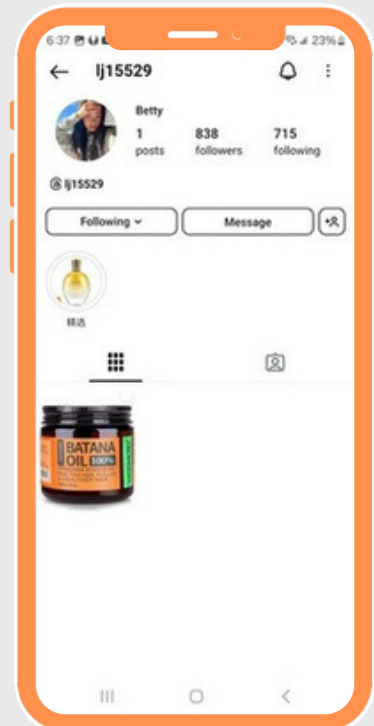 6:37
23%
lj15529
Betty
1
838
715
posts
followers
following
lj15529
Following
Message
精选
BATANA
OIL 100%